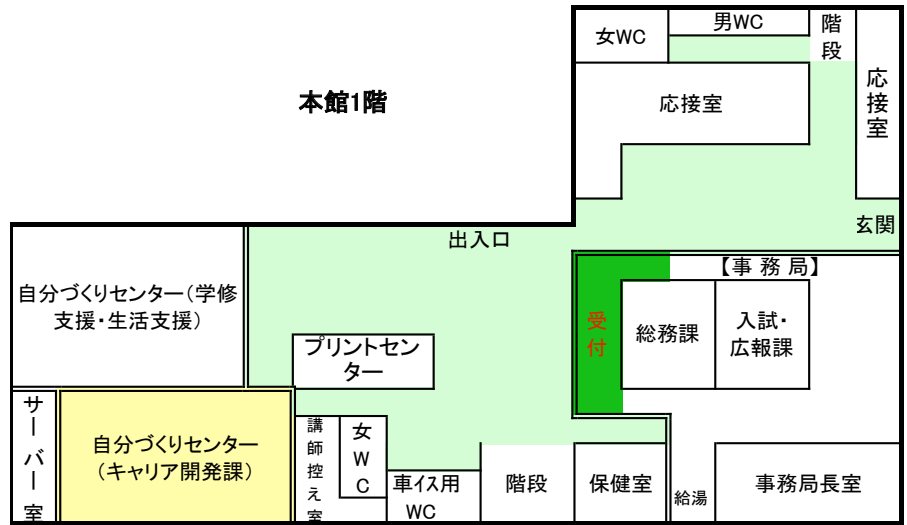 女WC
男WC
階
段
本館1階
応接室
応
接
室
玄関
出入口
【事 務 局】
自分づくりセンター（学修
支援・生活支援）
受
付
総務課
入試・
広報課
プリントセン
ター
サ
ー
バ
ー
室
自分づくりセンター
（キャリア開発課）
講
師
控
え
室
女
W
C
車イス用
WC
階段
保健室
給湯
事務局長室